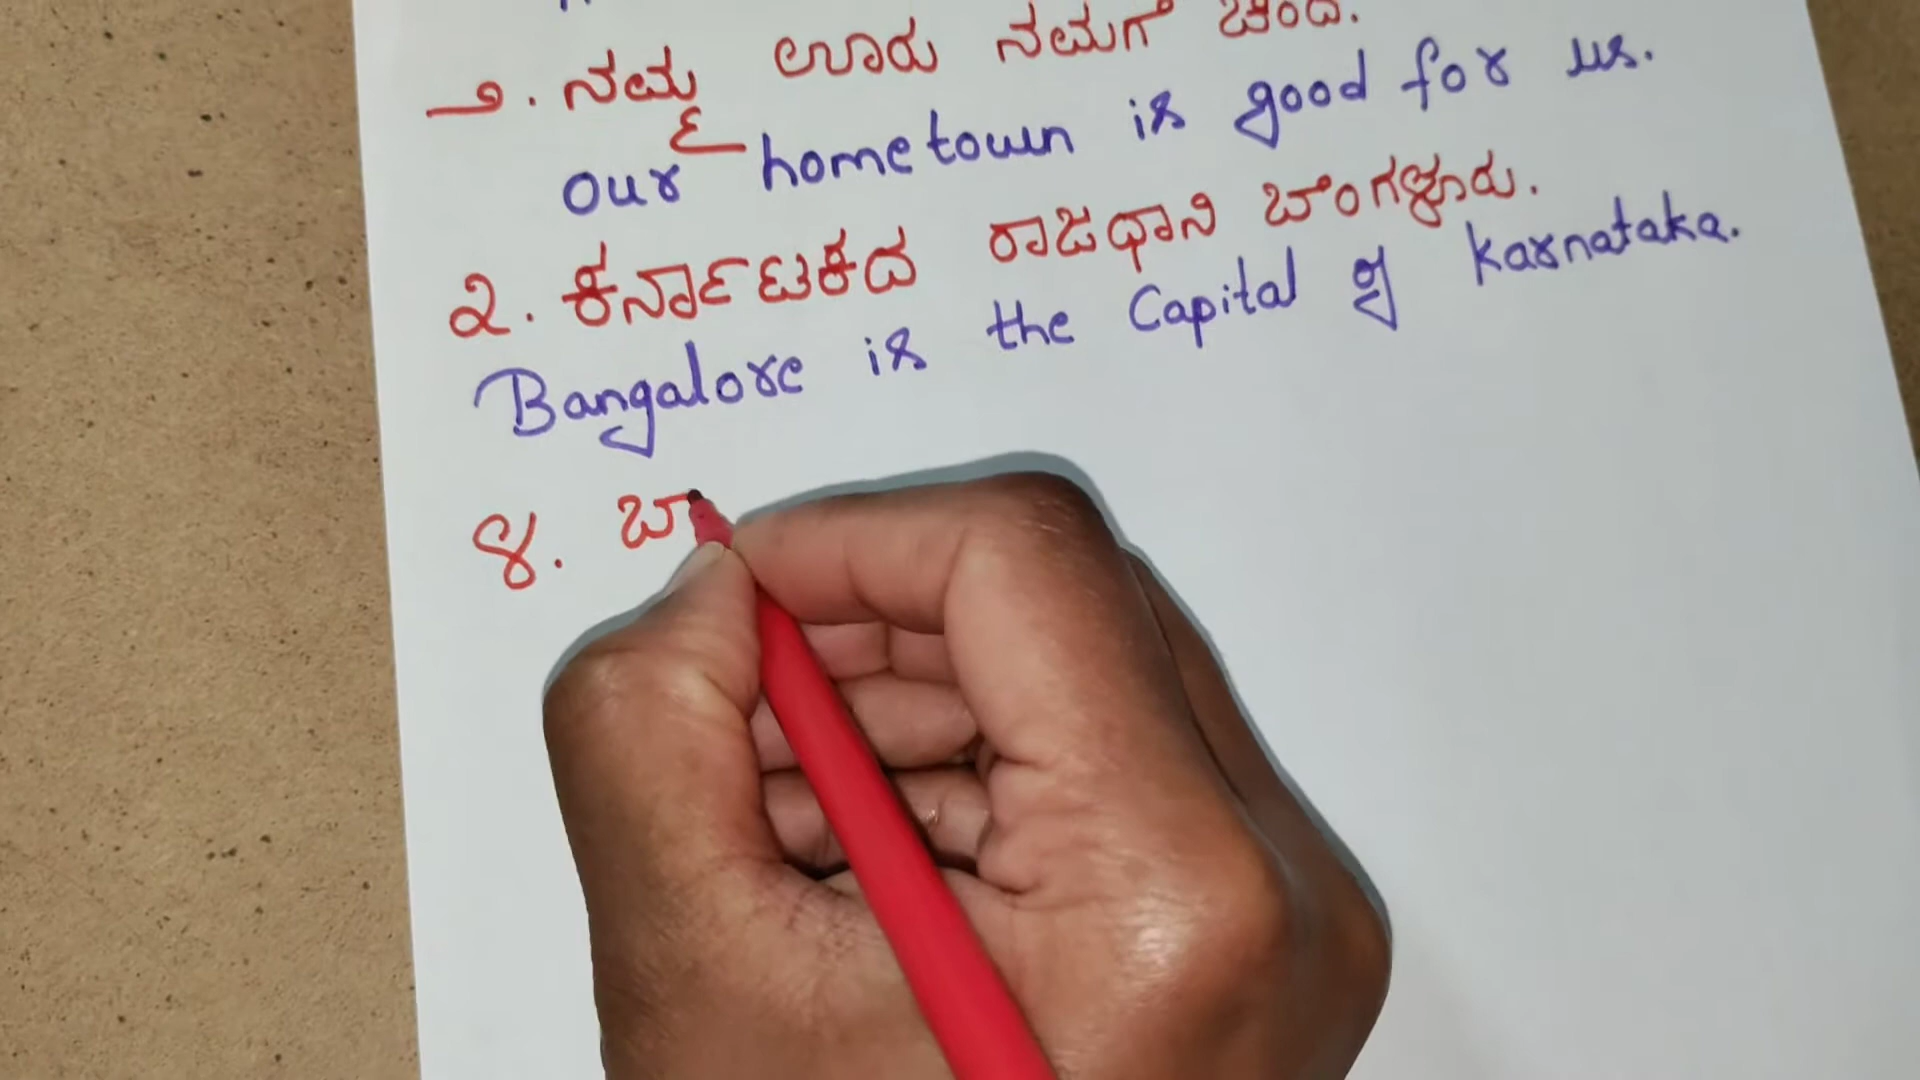 ೨. ನಮ್ಮ ಊರು ನಮಗೆ ಚಂದ.
our hometown is good for us.
೩. ಕರ್ನಾಟಕದ ರಾಜಧಾನಿ ಬೆಂಗಳೂರು.
Bangalore is the Capital of Karnataka.
೪. ಬಾ